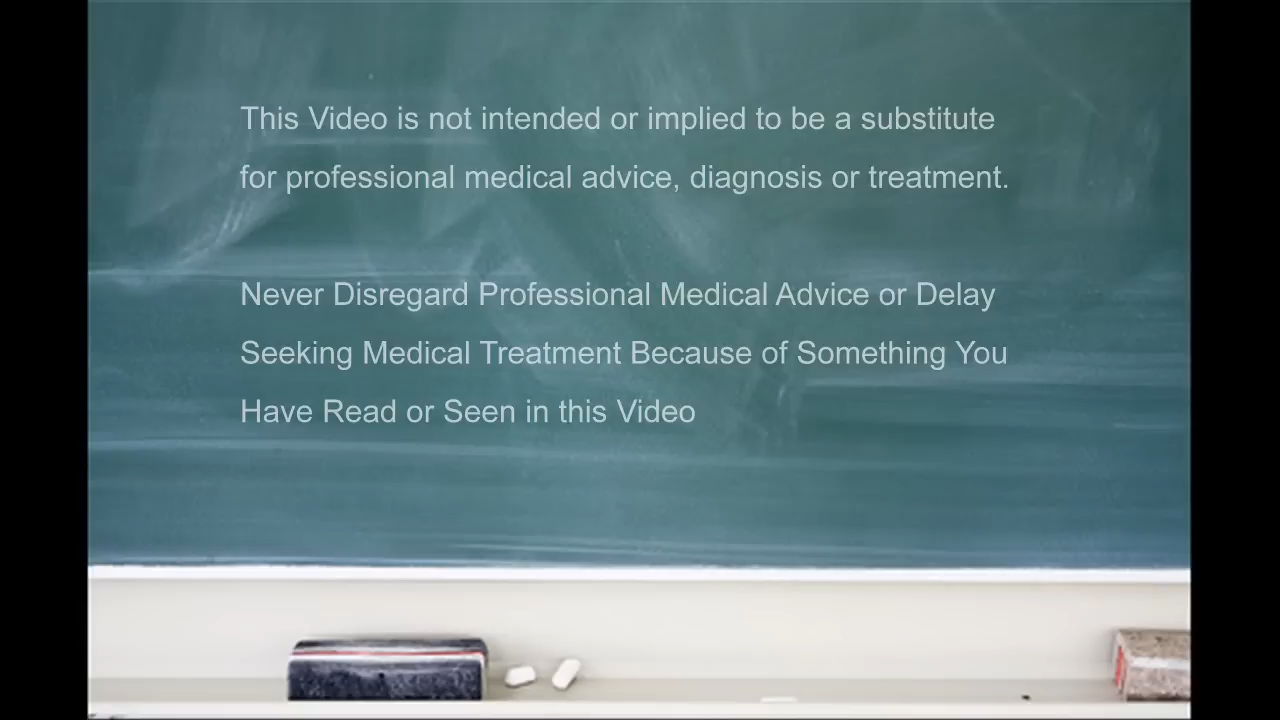 This Video is not intended or implied to be a substitute
for professional medical advice, diagnosis or treatment.
Never Disregard Professional Medical Advice or Delay
Seeking Medical Treatment Because of Something You
Have Read or Seen in this Video